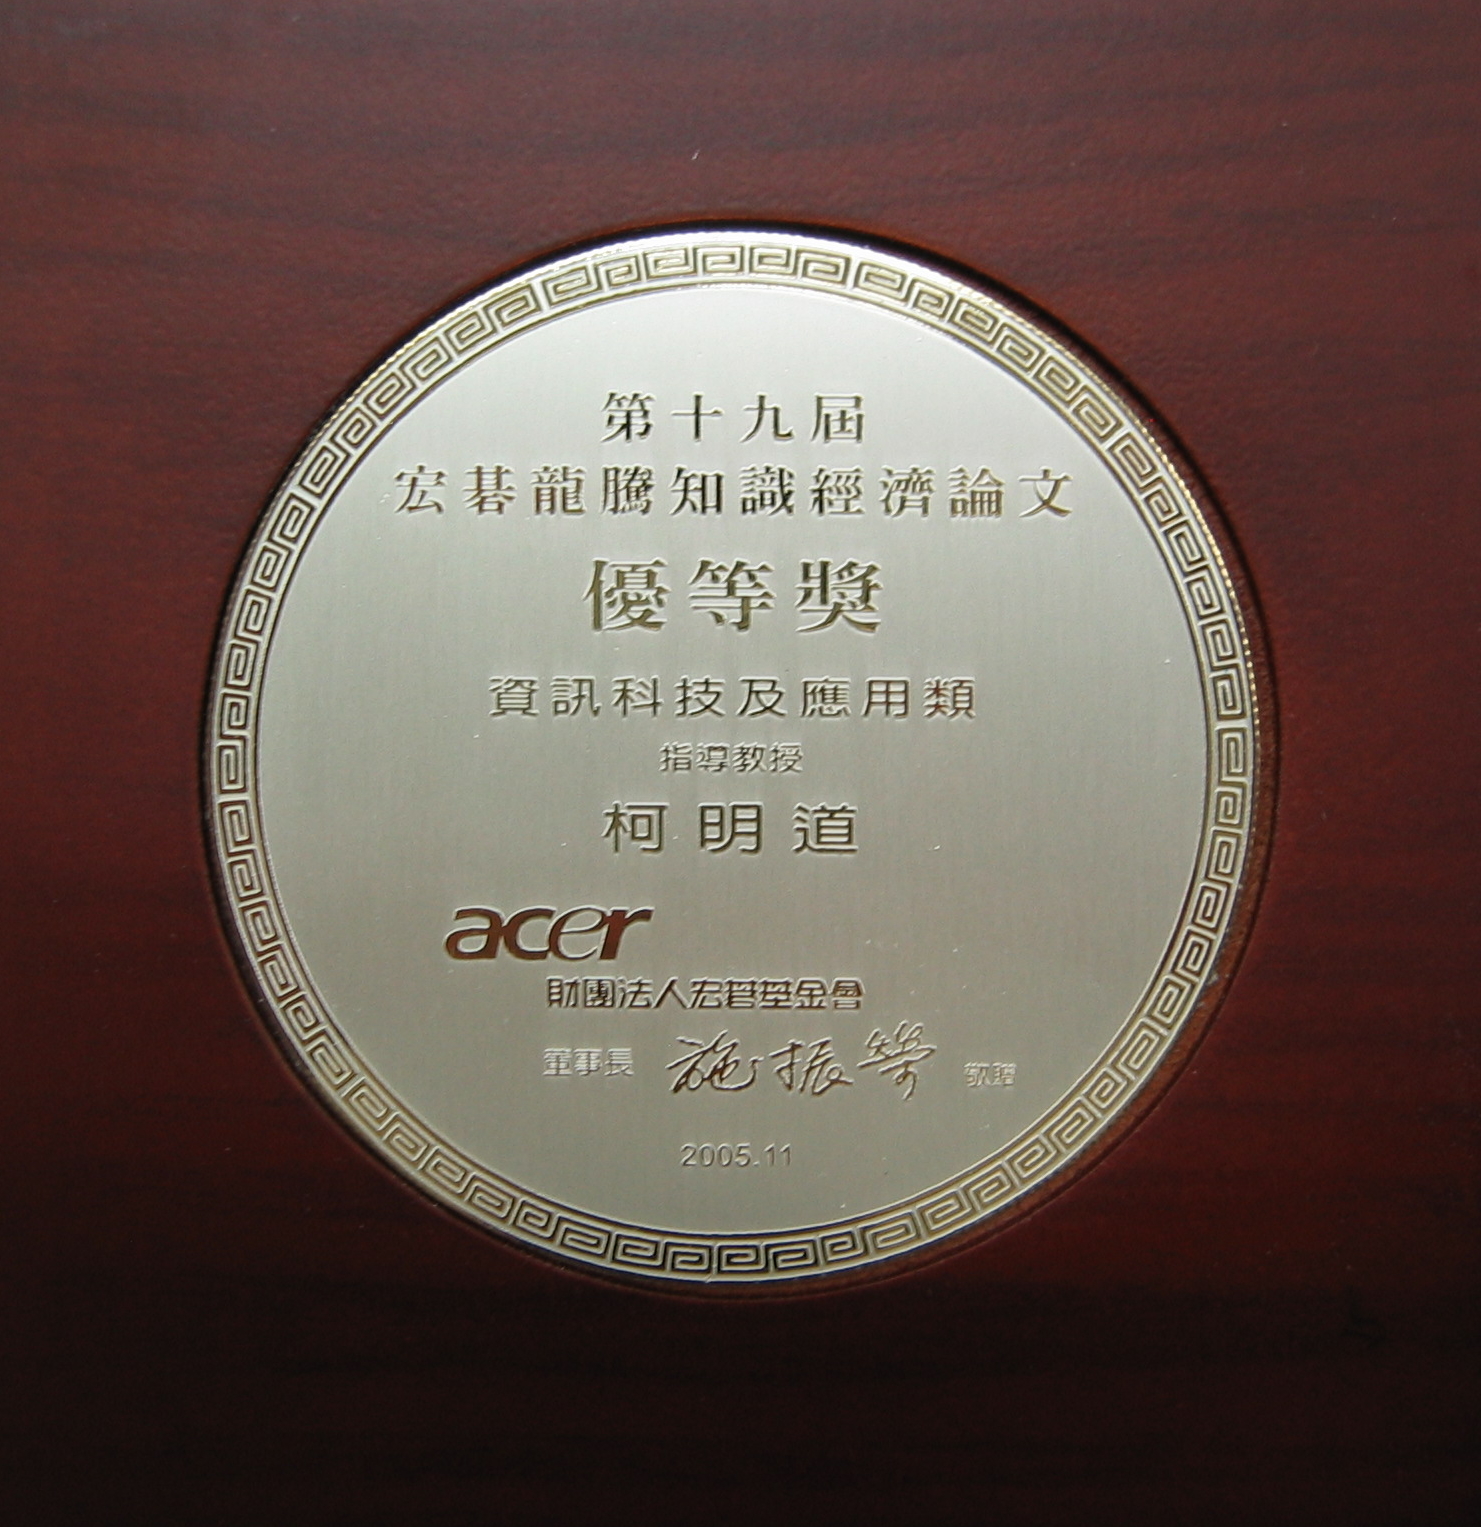 第十九屆
宏碁龍騰知識經濟論文
優等獎
資訊科技及應用類
指導教授
柯明道
acer
財團法人宏碁基金會
董事長 施振榮 敬贈
2005.11